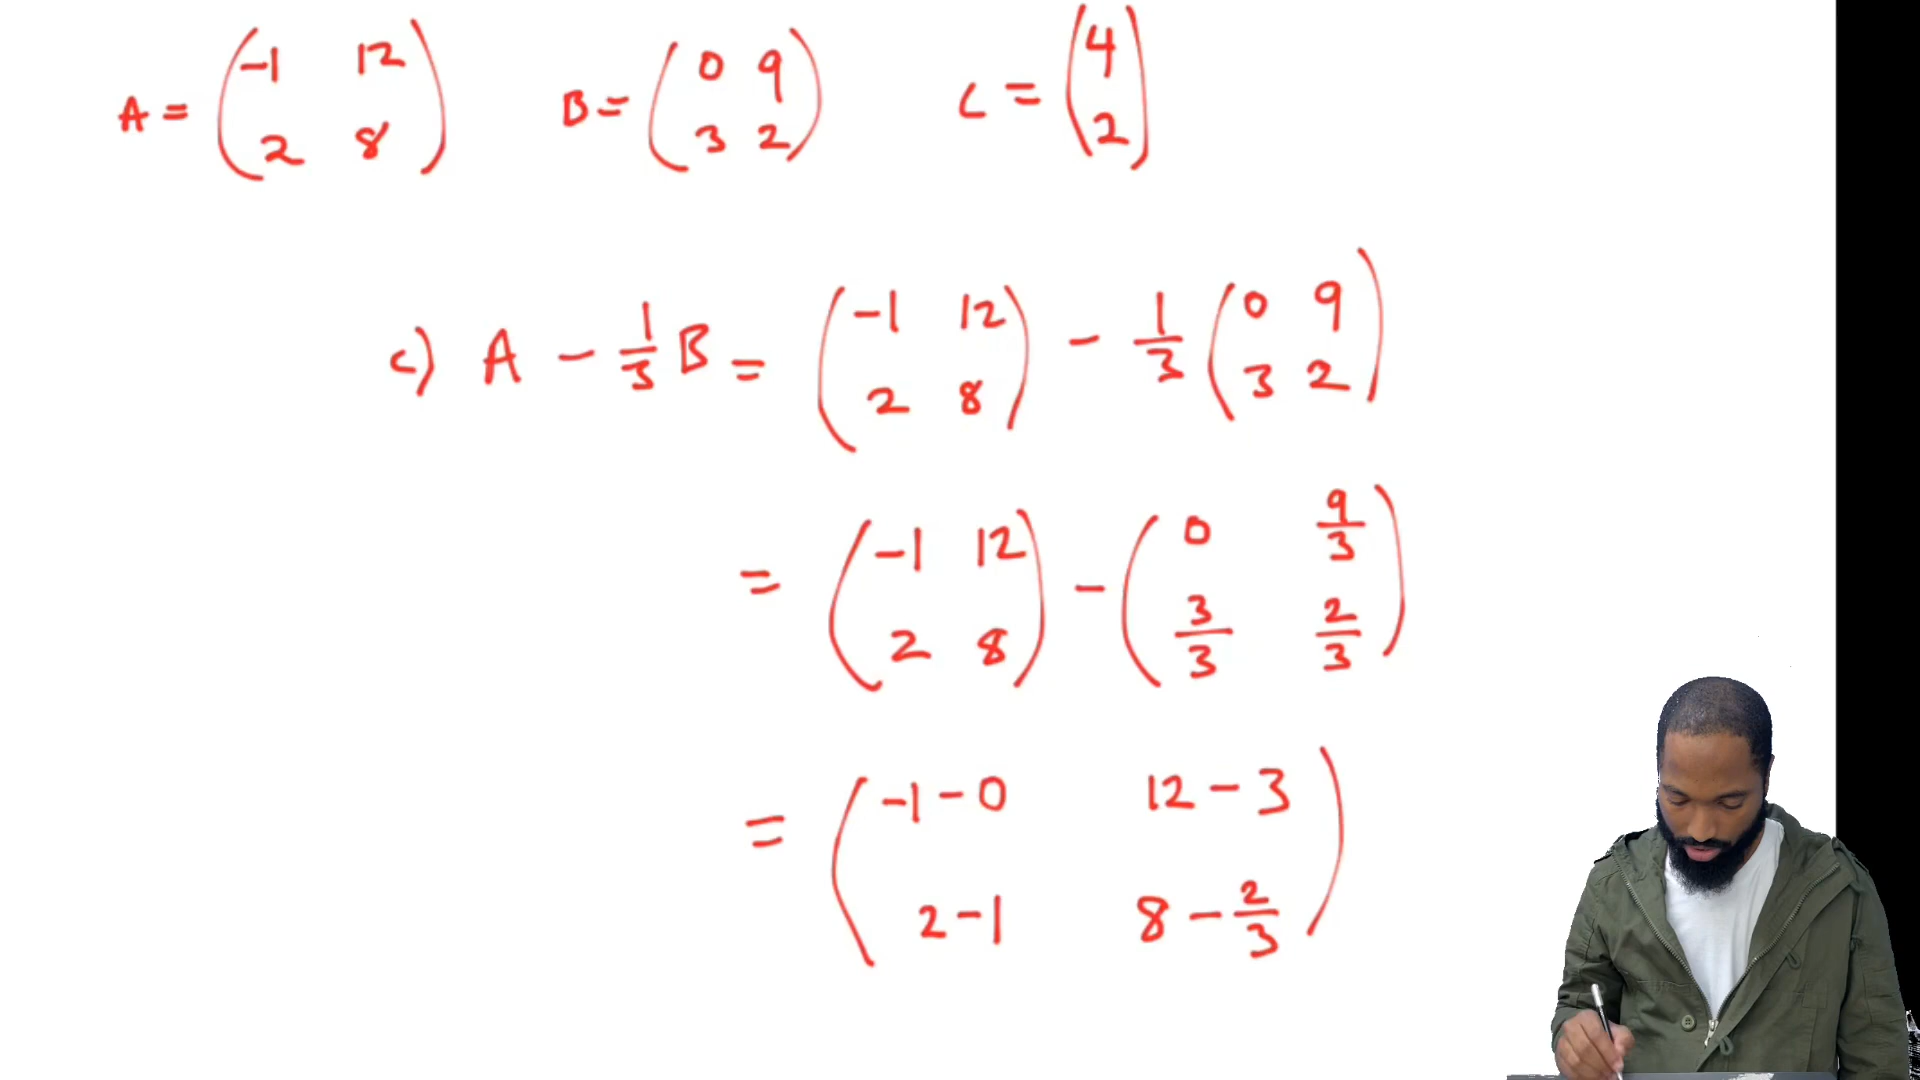 A = (-1 12
2 8) B = (0 9
3 2) C = (4
2)
c) A - 1/3 B = (-1 12
2 8) - 1/3 (0 9
3 2)
= (-1 12
2 8) - (0 9/3
3/3 2/3)
= (-1-0 12-3
2-1 8-2/3)